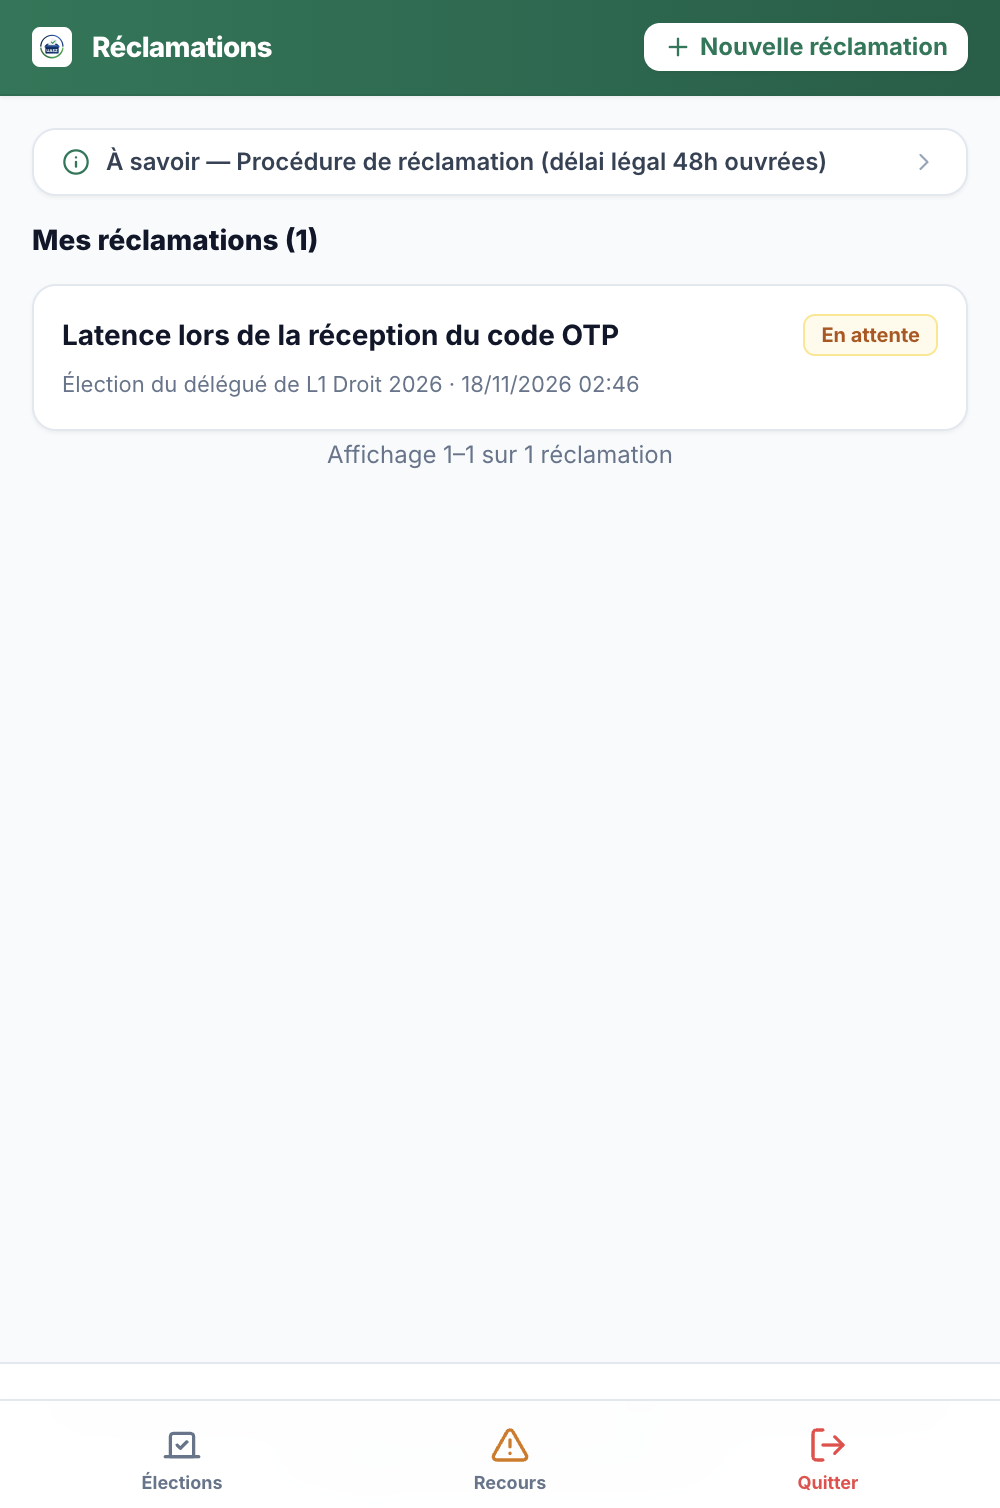 Réclamations
Nouvelle réclamation
À savoir — Procédure de réclamation (délai légal 48h ouvrées)
Mes réclamations (1)
Latence lors de la réception du code OTP
En attente
Élection du délégué de L1 Droit 2026 · 18/11/2026 02:46
Affichage 1–1 sur 1 réclamation
Élections
Recours
Quitter